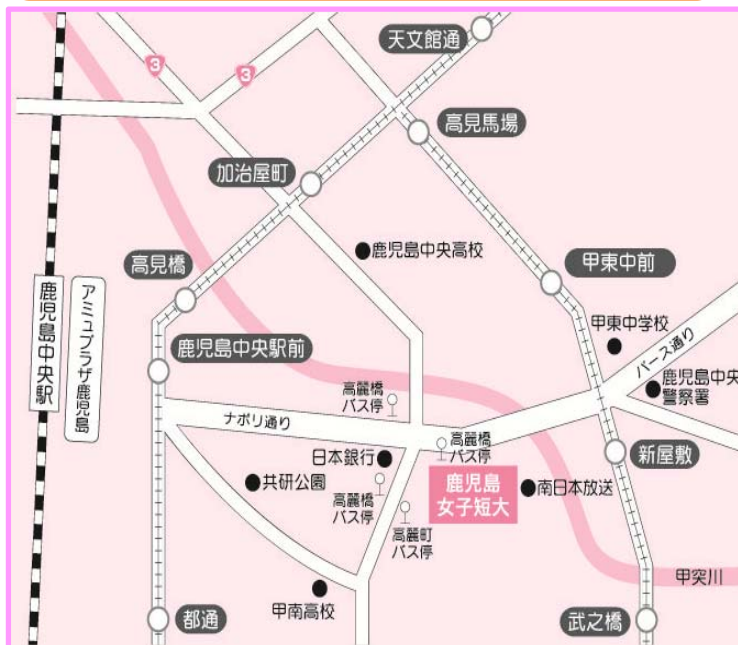 天文館通
3
3
高見馬場
加治屋町
鹿児島中央高校
高見橋
甲東中前
鹿児島中央駅
アミュプラザ鹿児島
甲東中学校
パース通り
鹿児島中央駅前
高麗橋
バス停
鹿児島中央
警察署
ナポリ通り
高麗橋
バス停
日本銀行
新屋敷
共研公園
高麗橋
バス停
鹿児島
女子短大
南日本放送
高麗町
バス停
甲突川
甲南高校
都通
武之橋